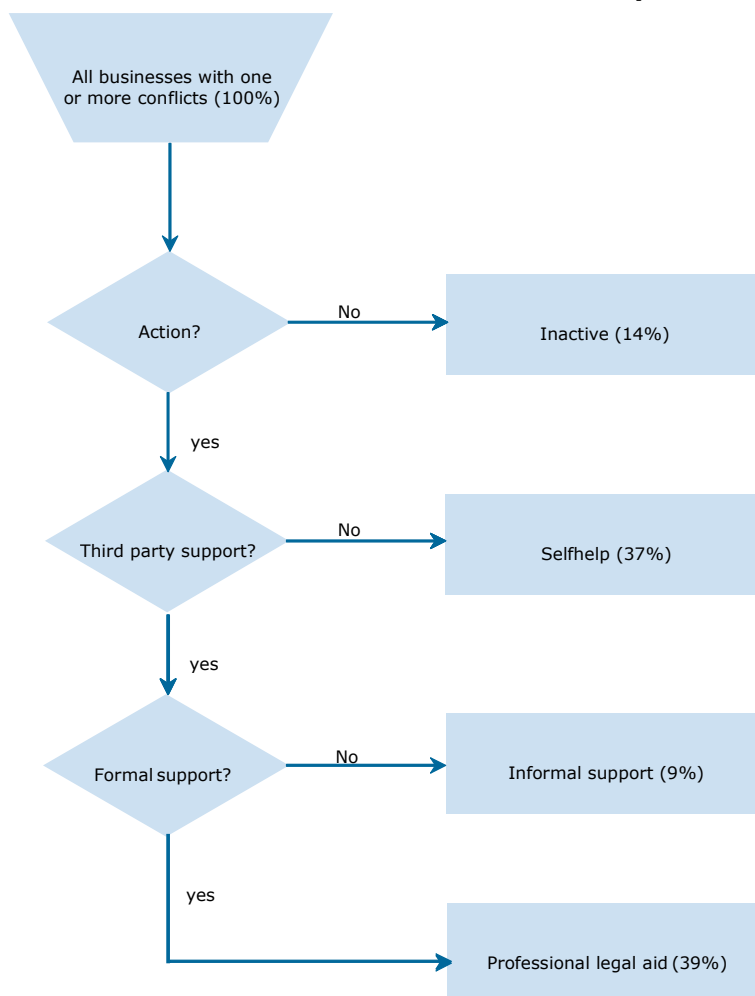 All businesses with one
or more conflicts (100%)
Action?
No
Inactive (14%)
yes
Third party support?
No
Selfhelp (37%)
yes
Formal support?
No
Informal support (9%)
yes
Professional legal aid (39%)